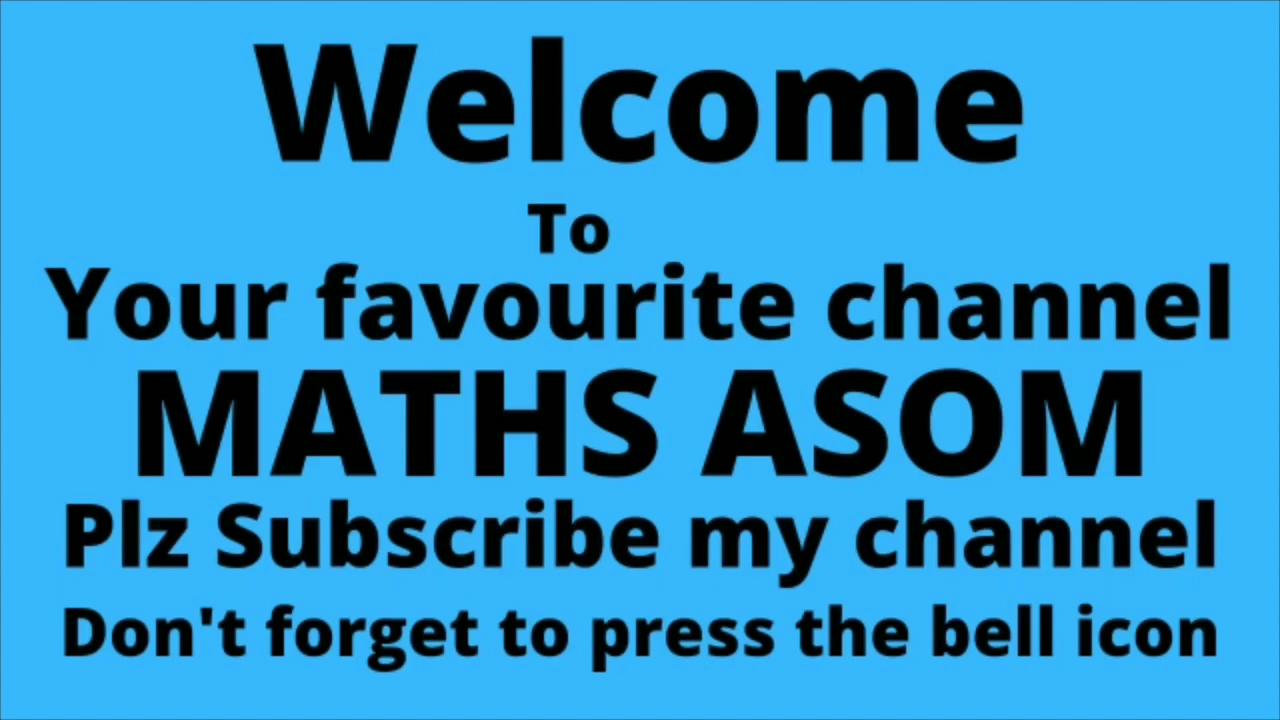 Welcome
To
Your favourite channel
MATHS ASOM
Plz Subscribe my channel
Don't forget to press the bell icon